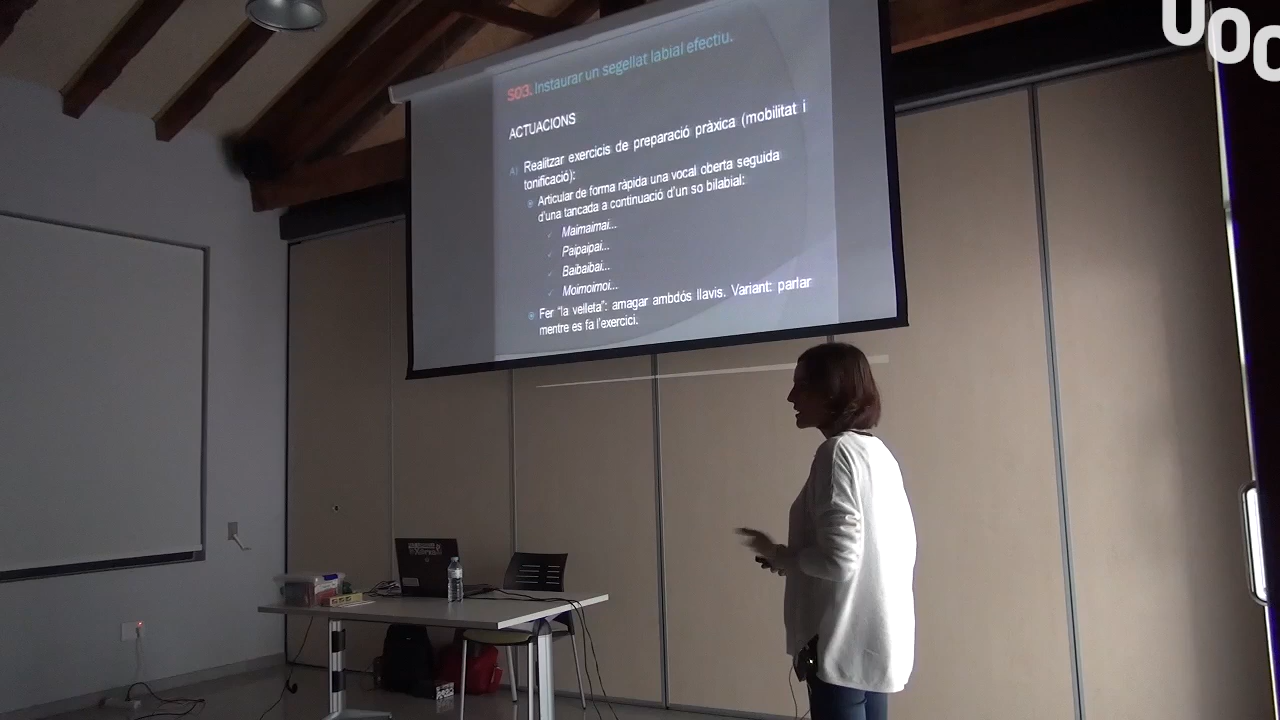 UOC
S03. Instaurar un segellat labial efectiu.
ACTUACIONS
A) Realitzar exercicis de preparació pràxica (mobilitat i
tonificació):
Articular de forma ràpida una vocal oberta seguida
d'una tancada a continuació d'un so bilabial:
Maimaimai...
Paipaipai...
Baibaibai...
Moimoimoi...
Fer "la velleta": amagar ambdós llavis. Variant: parlar
mentre es fa l'exercici.